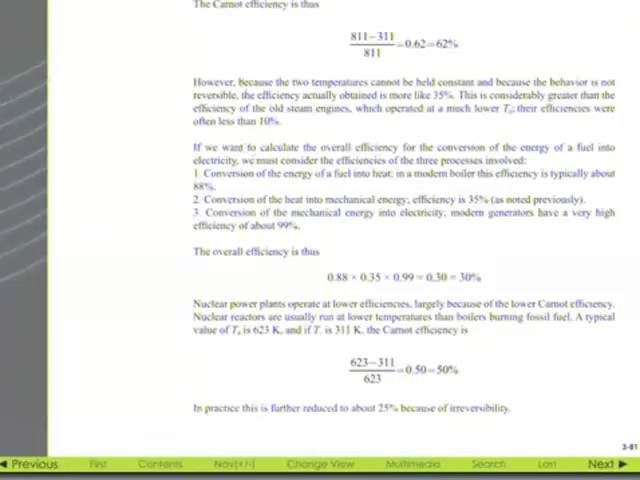 The Carnot efficiency is thus
811−311
811
=0.62=62%
However, because the two temperatures cannot be held constant and because the behavior is not
reversible, the efficiency actually obtained is more like 35%. This is considerably greater than the
efficiency of the old steam engines, which operated at a much lower T
; their efficiencies were
often less than 10%.
If we want to calculate the overall efficiency for the conversion of the energy of a fuel into
electricity, we must consider the efficiencies of the three processes involved:
1. Conversion of the energy of a fuel into heat; in a modern boiler this efficiency is typically about
88%.
2. Conversion of the heat into mechanical energy; efficiency is 35% (as noted previously).
3. Conversion of the mechanical energy into electricity; modern generators have a very high
efficiency of about 99%.
The overall efficiency is thus
0.88 × 0.35 × 0.99 = 0.30 = 30%
Nuclear power plants operate at lower efficiencies, largely because of the lower Carnot efficiency.
Nuclear reactors are usually run at lower temperatures than boilers burning fossil fuel. A typical
value of Th is 623 K, and if T is 311 K, the Carnot efficiency is
623−311
623
=0.50=50%
In practice this is further reduced to about 25% because of irreversibility.
3-81
Previous First Contents Nav(+/-) Change View Multimedia Search Last Next